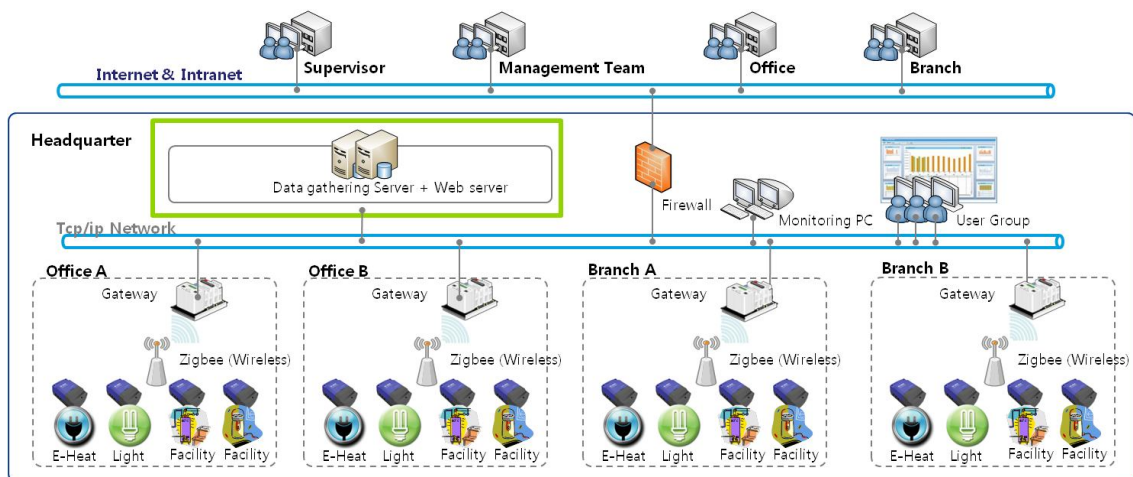 Supervisor
Management Team
Office
Branch
Internet & Intranet
Headquarter
Data gathering Server + Web server
Firewall
Monitoring PC
User Group
Tcp/ip Network
Office A
Gateway
Zigbee (Wireless)
E-Heat
Light
Facility
Facility
Office B
Gateway
Zigbee (Wireless)
E-Heat
Light
Facility
Facility
Branch A
Gateway
Zigbee (Wireless)
E-Heat
Light
Facility
Facility
Branch B
Gateway
Zigbee (Wireless)
E-Heat
Light
Facility
Facility